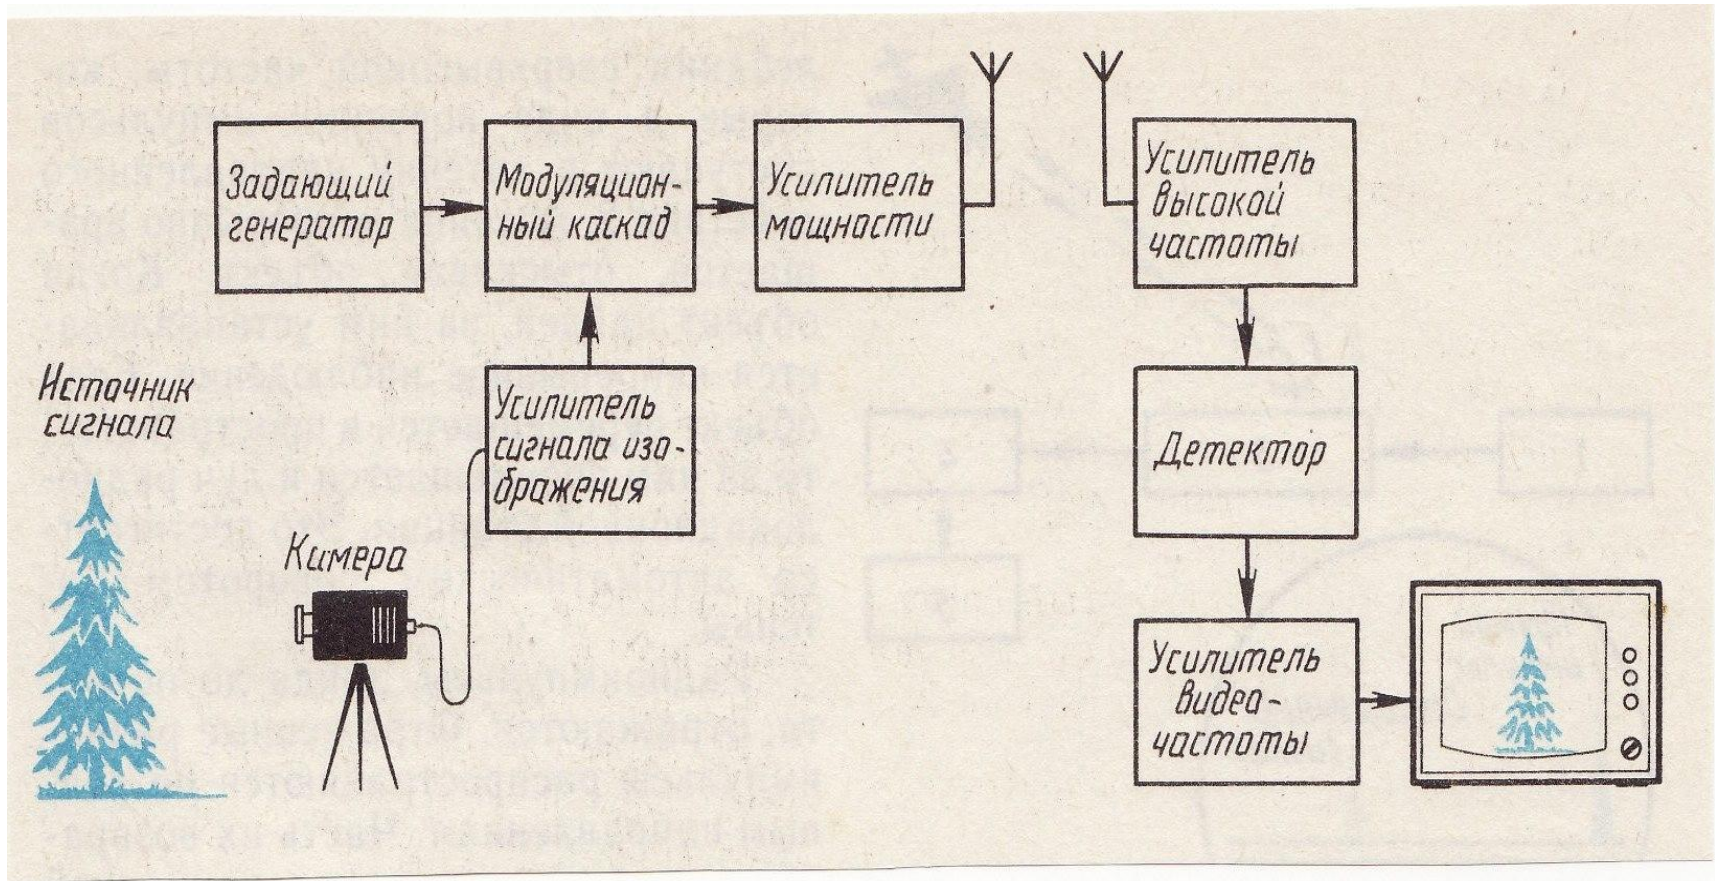 Задающий
генератор
Модуляцион-
ный каскад
Усилитель
мощности
Усилитель
высокой
частоты
Источник
сигнала
Усилитель
сигнала изо-
бражения
Камера
Детектор
Усилитель
видео-
частоты